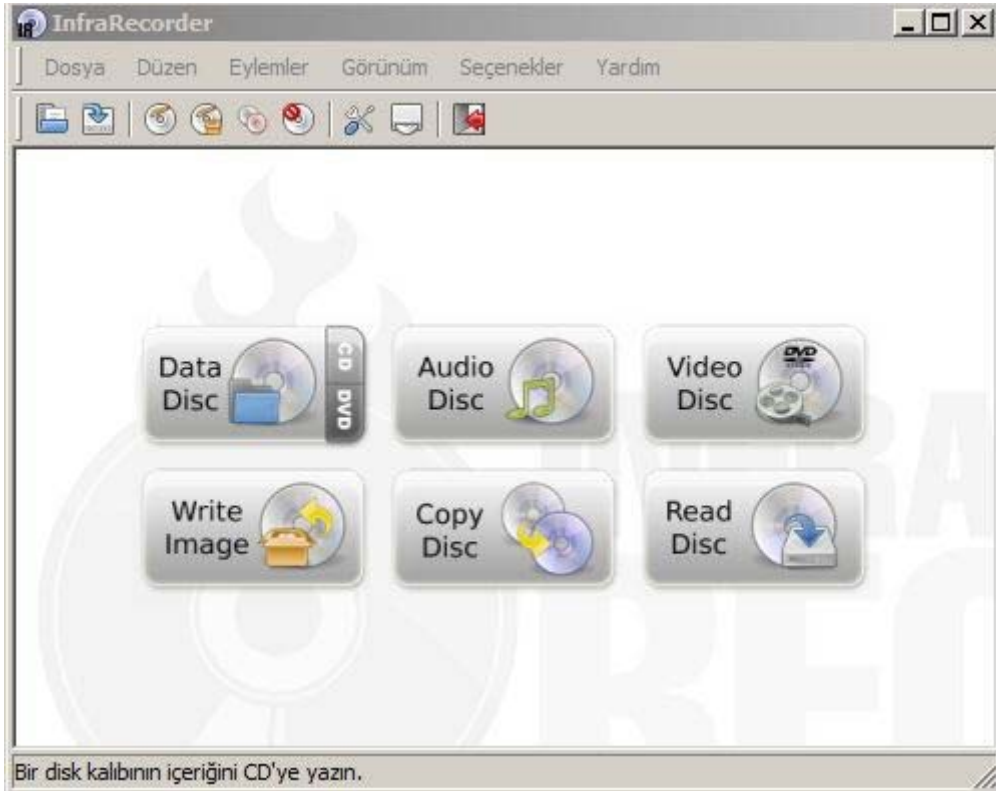 InfraRecorder
Dosya Düzen Eylemler Görünüm Seçenekler Yardım
Data
Disc
CD
DVD
Audio
Disc
Video
Disc
DVD
Write
Image
Copy
Disc
Read
Disc
Bir disk kalıbının içeriğini CD'ye yazın.